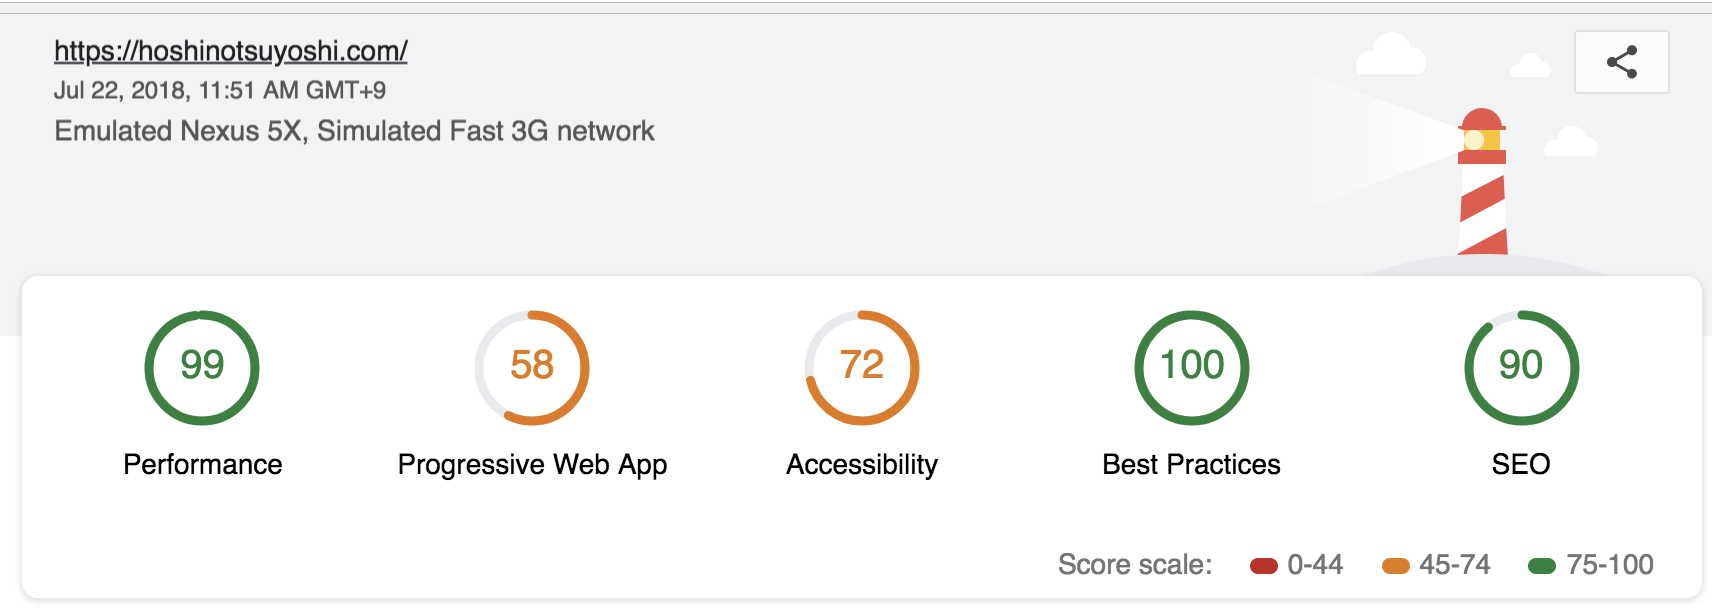 https://hoshinotsuyoshi.com/
Jul 22, 2018, 11:51 AM GMT+9
Emulated Nexus 5X, Simulated Fast 3G network
99 58 72 100 90
Performance Progressive Web App Accessibility Best Practices SEO
Score scale: 0-44 45-74 75-100